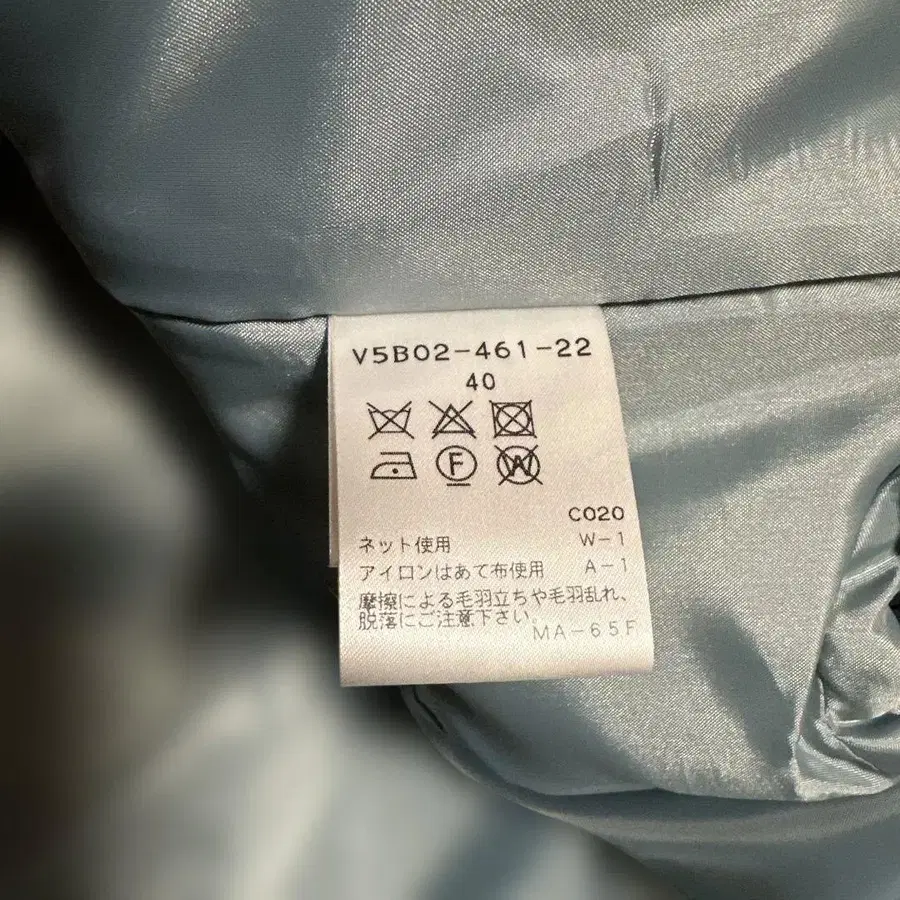 V5B02-461-22
40
F
W
C020
ネット使用 W-1
アイロンはあて布使用 A-1
摩擦による毛羽立ちや毛羽乱れ、
脱落にご注意下さい。
MA-65F